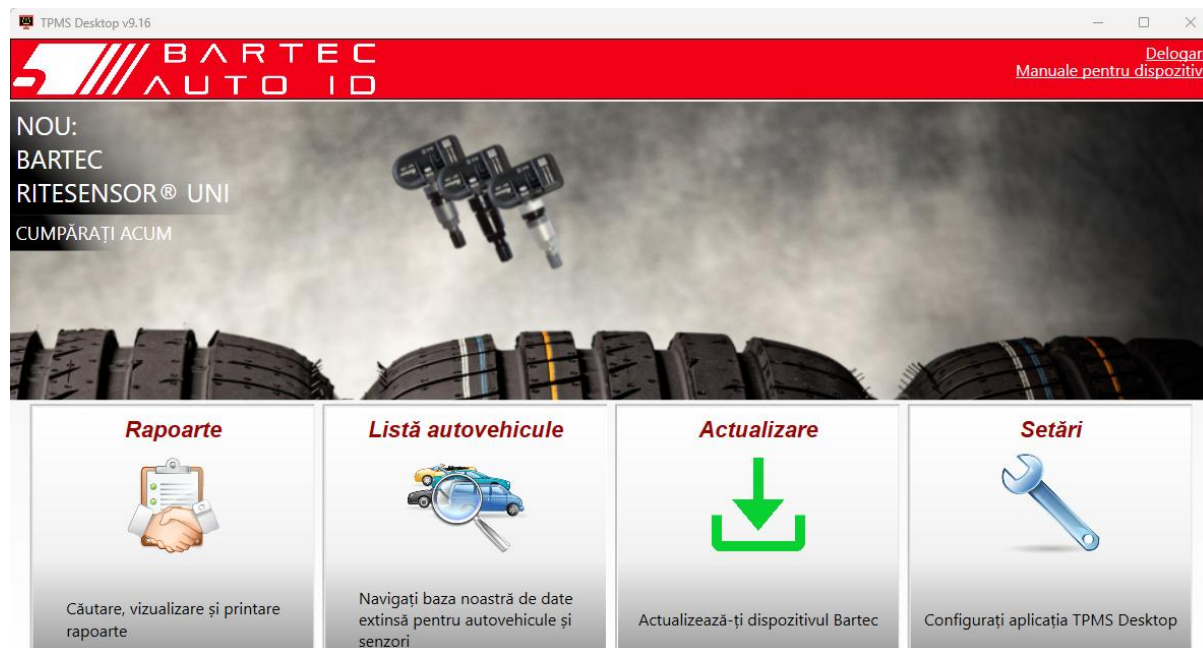 TPMS Desktop v9.16
BARTEC
AUTO ID
Delogar
Manuale pentru dispozitiv
NOU:
BARTEC
RITESENSOR® UNI
CUMPĂRAȚI ACUM
Rapoarte
Listă autovehicule
Actualizare
Setări
Căutare, vizualizare și printare
rapoarte
Navigați baza noastră de date
extinsă pentru autovehicule și
senzori
Actualizează-ți dispozitivul Bartec
Configurați aplicația TPMS Desktop